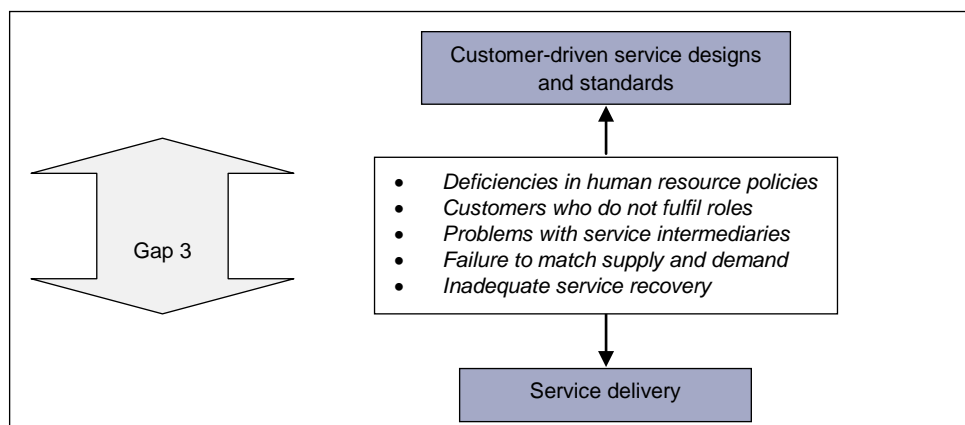 Customer-driven service designs
and standards
• Deficiencies in human resource policies
• Customers who do not fulfil roles
• Problems with service intermediaries
• Failure to match supply and demand
• Inadequate service recovery
Gap 3
Service delivery